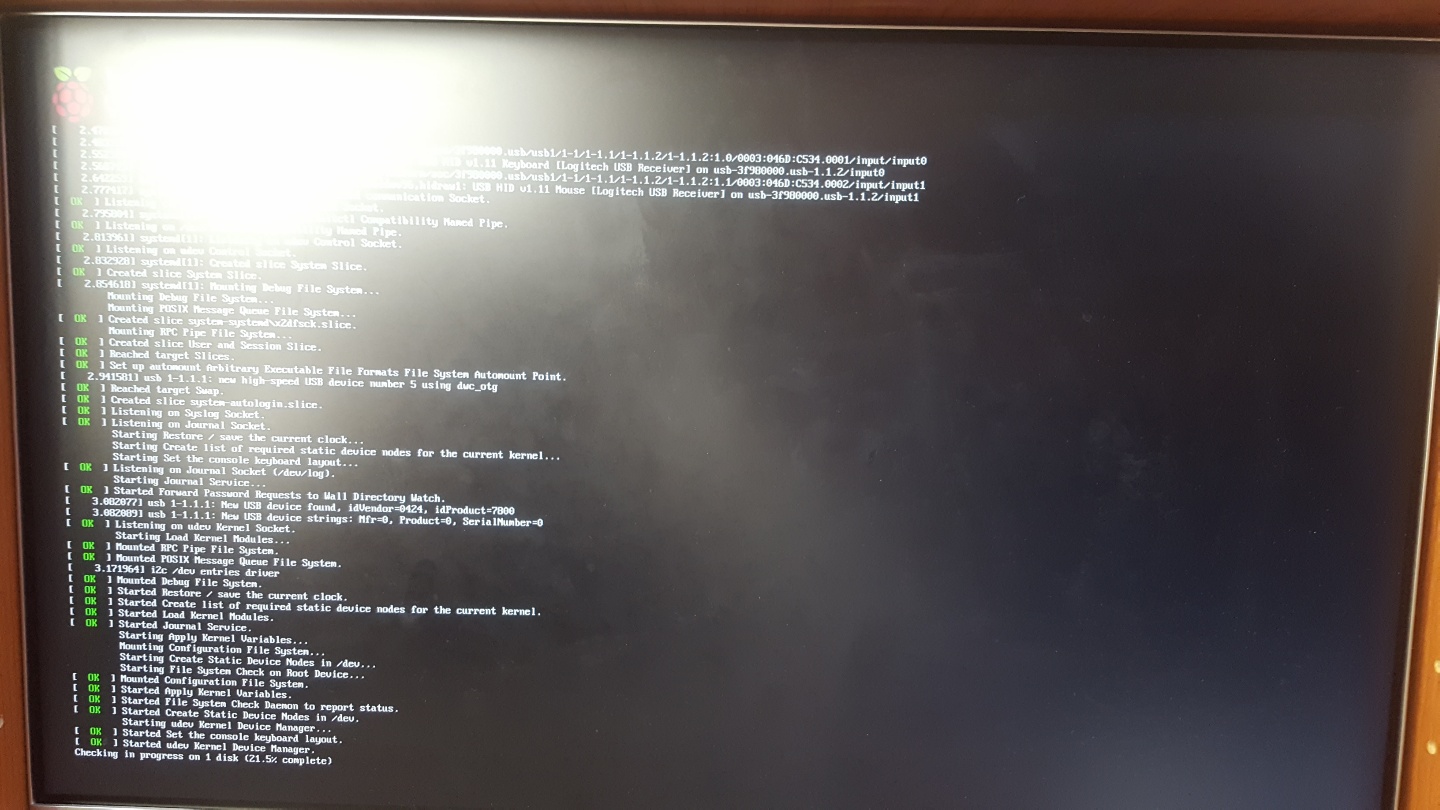 [ 2.4
[ 2.4
[ 2.5 980000.usb/usb1/1-1/1-1.1/1-1.1.2/1-1.1.2:1.0/0003:046D:C534.0001/input/input0
[ 2.5 HID v1.11 Keyboard [Logitech USB Receiver] on usb-3f980000.usb-1.1.2/input0
[ 2.64 980000.usb/usb1/1-1/1-1.1/1-1.1.2/1-1.1.2:1.1/0003:046D:C534.0002/input/input1
[ 2.777 USB HID v1.11 Mouse [Logitech USB Receiver] on usb-3f980000.usb-1.1.2/input1
[ OK ] Listening Socket.
[ 2.795804] Compatibility Named Pipe.
[ OK ] Listening on Named Pipe.
[ 2.813961] systemd[1]: udev Control Socket.
[ OK ] Listening on udev Control Socket.
[ 2.832928] systemd[1]: Created slice System Slice.
[ OK ] Created slice System Slice.
[ 2.854618] systemd[1]: Mounting Debug File System...
Mounting Debug File System...
Mounting POSIX Message Queue File System...
[ OK ] Created slice system-systemd\x2dfsck.slice.
Mounting RPC Pipe File System...
[ OK ] Created slice User and Session Slice.
[ OK ] Reached target Slices.
[ OK ] Set up automount Arbitrary Executable File Formats File System Automount Point.
[ 2.941581] usb 1-1.1.1: new high-speed USB device number 5 using dwc_otg
[ OK ] Reached target Swap.
[ OK ] Created slice system-autologin.slice.
[ OK ] Listening on Syslog Socket.
[ OK ] Listening on Journal Socket.
Starting Restore / save the current clock...
Starting Create list of required static device nodes for the current kernel...
Starting Set the console keyboard layout...
[ OK ] Listening on Journal Socket (/dev/log).
Starting Journal Service...
[ OK ] Started Forward Password Requests to Wall Directory Watch.
[ 3.082077] usb 1-1.1.1: New USB device found, idVendor=0424, idProduct=7800
[ 3.082089] usb 1-1.1.1: New USB device strings: Mfr=0, Product=0, SerialNumber=0
[ OK ] Listening on udev Kernel Socket.
Starting Load Kernel Modules...
[ OK ] Mounted RPC Pipe File System.
[ OK ] Mounted POSIX Message Queue File System.
[ 3.171964] i2c /dev entries driver
[ OK ] Mounted Debug File System.
[ OK ] Started Restore / save the current clock.
[ OK ] Started Create list of required static device nodes for the current kernel.
[ OK ] Started Load Kernel Modules.
[ OK ] Started Journal Service.
Starting Apply Kernel Variables...
Mounting Configuration File System...
Starting Create Static Device Nodes in /dev...
Starting File System Check on Root Device...
[ OK ] Mounted Configuration File System.
[ OK ] Started Apply Kernel Variables.
[ OK ] Started File System Check Daemon to report status.
[ OK ] Started Create Static Device Nodes in /dev.
Starting udev Kernel Device Manager...
[ OK ] Started Set the console keyboard layout.
[ OK ] Started udev Kernel Device Manager.
Checking in progress on 1 disk (21.5% complete)